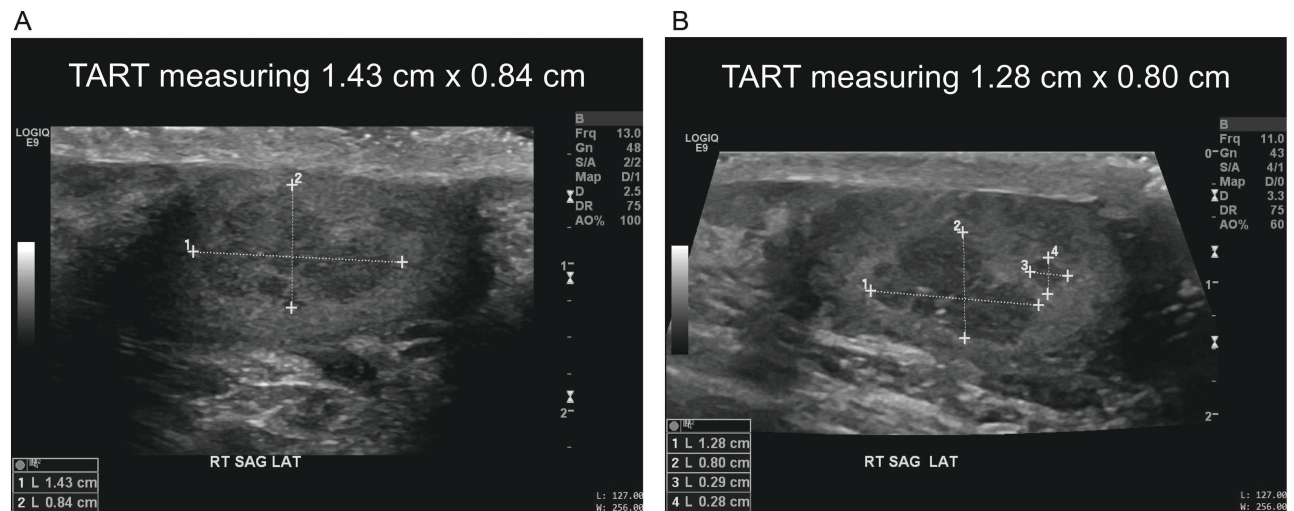 A
TART measuring 1.43 cm x 0.84 cm
LOGIQ
E9
B
Frq 13.0
Gn 48
S/A 2/2
Map D/1
D 2.5
DR 75
AO% 100
2
1
1
2
RT SAG LAT
1 L 1.43 cm
2 L 0.84 cm
L: 127.00
W: 256.00
B
TART measuring 1.28 cm x 0.80 cm
LOGIQ
E9
B
Frq 11.0
Gn 43
S/A 4/1
Map D/0
D 3.3
DR 75
AO% 60
0
2
4
3
1
1
2
RT SAG LAT
1 L 1.28 cm
2 L 0.80 cm
3 L 0.29 cm
4 L 0.28 cm
L: 127.00
W: 256.00